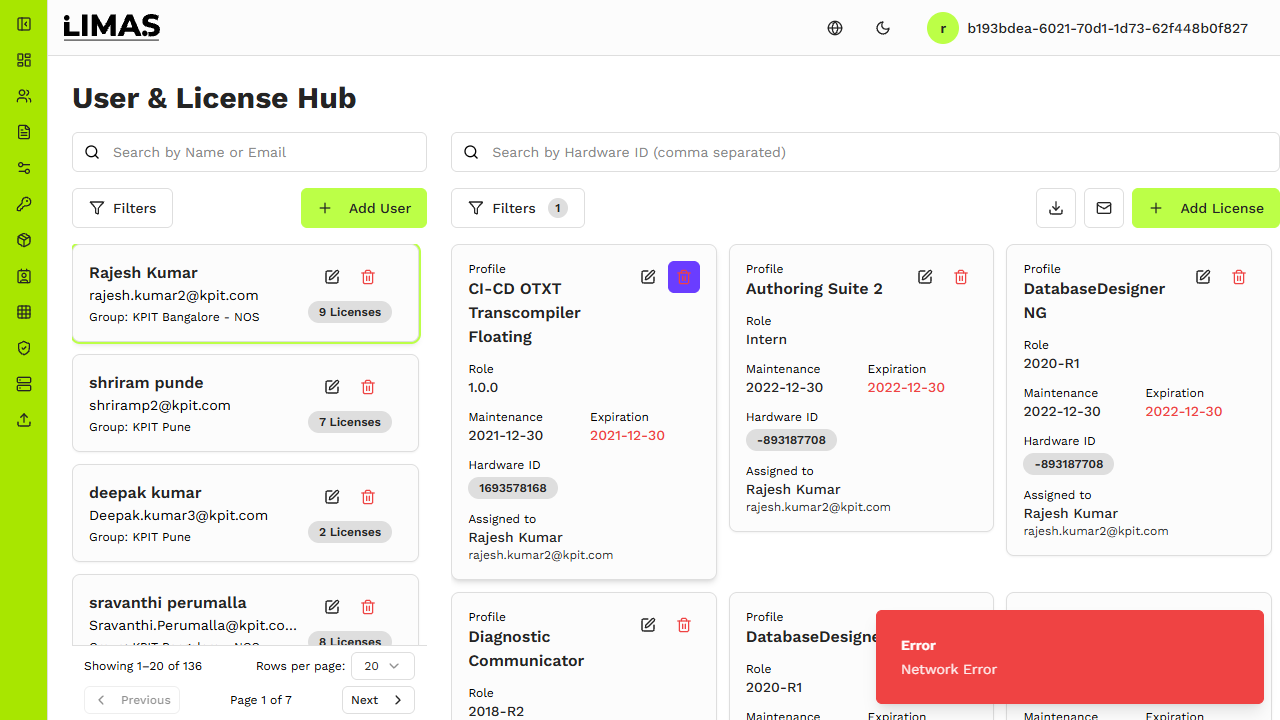 LIMAS
r
b193bdea-6021-70d1-1d73-62f448b0f827
User & License Hub
Search by Name or Email
Search by Hardware ID (comma separated)
Filters
Add User
Filters 1
Add License
Rajesh Kumar
rajesh.kumar2@kpit.com
Group: KPIT Bangalore - NOS
9 Licenses
shriram punde
shriramp2@kpit.com
Group: KPIT Pune
7 Licenses
deepak kumar
Deepak.kumar3@kpit.com
Group: KPIT Pune
2 Licenses
sravanthi perumalla
Sravanthi.Perumalla@kpit.co...
8 Licenses
Showing 1–20 of 136
Rows per page: 20
Previous
Page 1 of 7
Next
Profile
CI-CD OTXT
Transcompiler
Floating
Role
1.0.0
Maintenance Expiration
2021-12-30 2021-12-30
Hardware ID
1693578168
Assigned to
Rajesh Kumar
rajesh.kumar2@kpit.com
Profile
Authoring Suite 2
Role
Intern
Maintenance Expiration
2022-12-30 2022-12-30
Hardware ID
-893187708
Assigned to
Rajesh Kumar
rajesh.kumar2@kpit.com
Profile
DatabaseDesigner
NG
Role
2020-R1
Maintenance Expiration
2022-12-30 2022-12-30
Hardware ID
-893187708
Assigned to
Rajesh Kumar
rajesh.kumar2@kpit.com
Profile
Diagnostic
Communicator
Role
2018-R2
Profile
DatabaseDesigne
Role
2020-R1
Maintenance Expiration
Maintenance Expiration
Error
Network Error